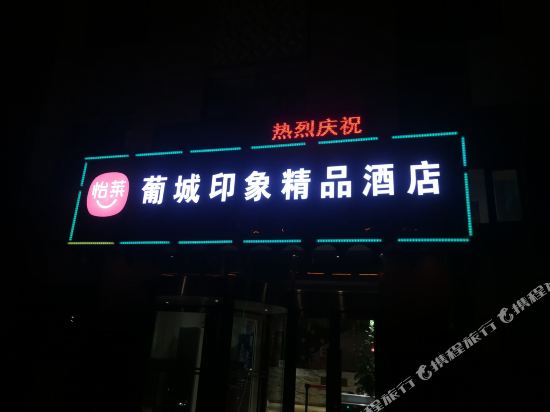 热烈庆祝
怡莱 葡城印象精品酒店
携程旅行 携程旅行